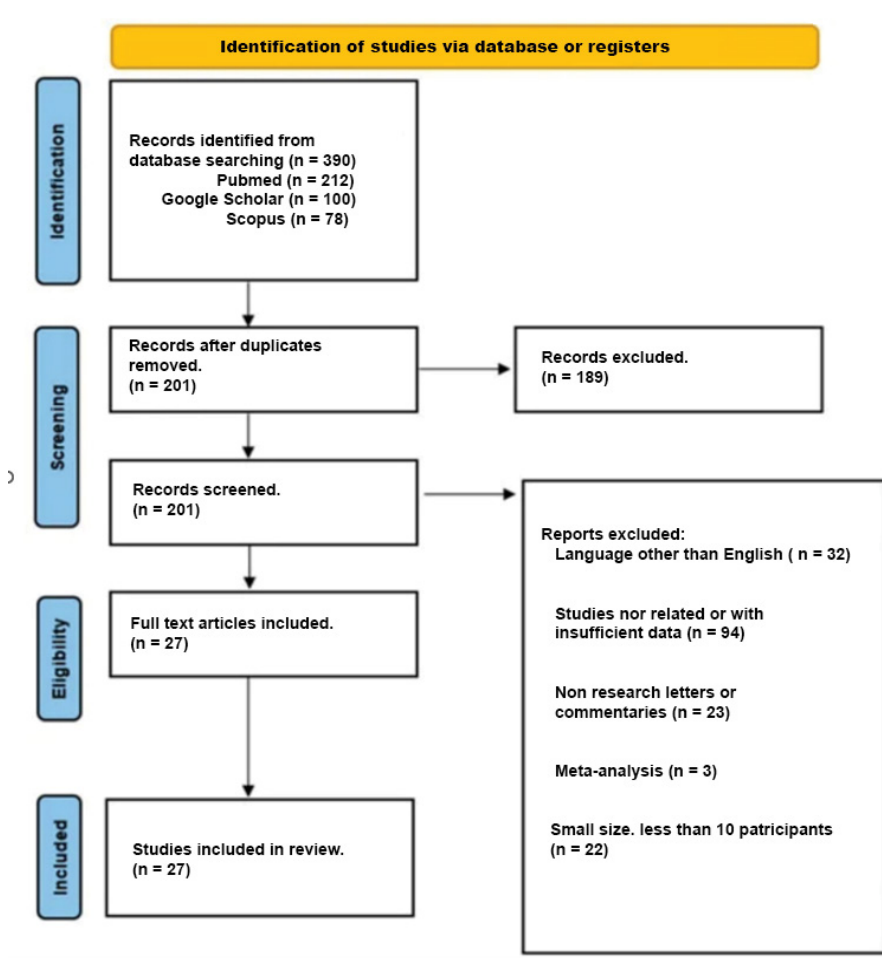 Identification of studies via database or registers
Identification
Records identified from
database searching (n = 390)
Pubmed (n = 212)
Google Scholar (n = 100)
Scopus (n = 78)
Screening
Records after duplicates
removed.
(n = 201)
Records excluded.
(n = 189)
Records screened.
(n = 201)
Reports excluded:
Language other than English ( n = 32)
Studies nor related or with
insufficient data (n = 94)
Non research letters or
commentaries (n = 23)
Meta-analysis (n = 3)
Small size. less than 10 patricipants
(n = 22)
Eligibility
Full text articles included.
(n = 27)
Included
Studies included in review.
(n = 27)